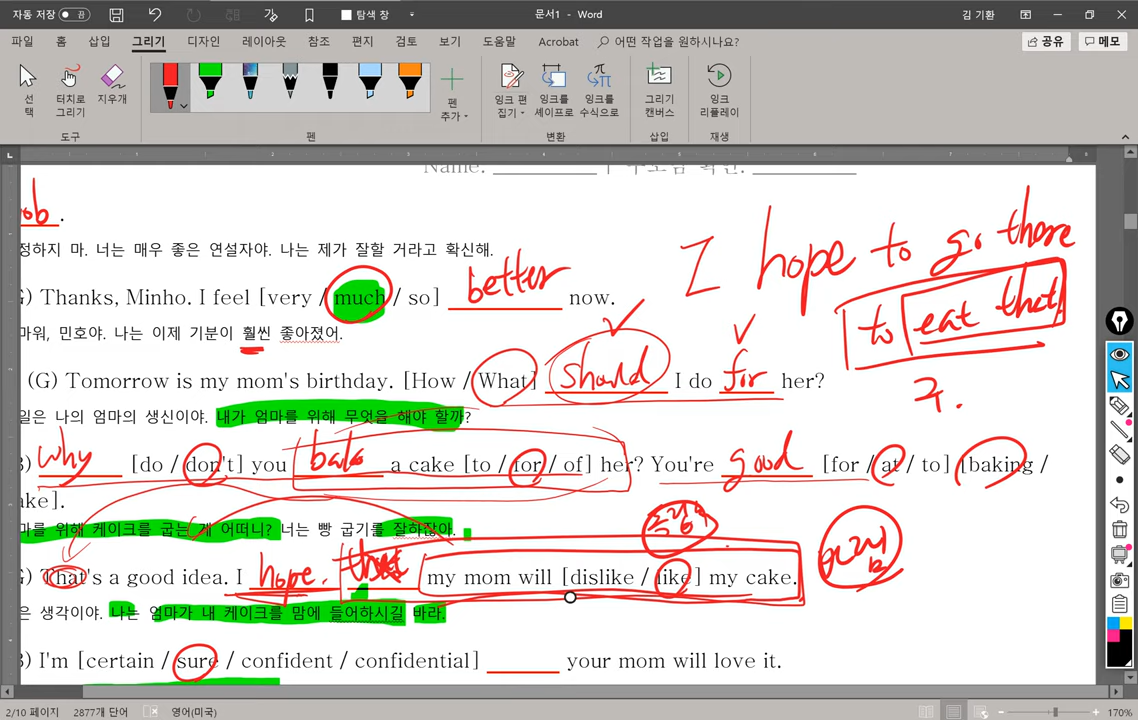 자동 저장 끔 탐색 창 문서1 - Word 김 기환
파일 홈 삽입 그리기 디자인 레이아웃 참조 편지 검토 보기 도움말 Acrobat 어떤 작업을 원하시나요? 공유 메모
선택 터치로 그리기 지우개 펜 추가 잉크 편집기 잉크를 셰이프로 잉크를 수식으로 그리기 캔버스 잉크 리플레이
도구 펜 변환 삽입 재생
Name. 부모님 확인.
ob .
정하지 마. 너는 매우 좋은 연설자야. 나는 제가 잘할 거라고 확신해.
I hope to go there
G) Thanks, Minho. I feel [very / much / so] better now.
to eat that
마워, 민호야. 나는 이제 기분이 훨씬 좋아졌어.
(G) Tomorrow is my mom's birthday. [How / What] should I do for her?
구.
일은 나의 엄마의 생신이야. 내가 엄마를 위해 무엇을 해야 할까?
B) Why [do / don't] you bake a cake [to / for / of] her? You're good [for / at / to] [baking /
ake].
마를 위해 케이크를 굽는 게 어떠니? 너는 빵 굽기를 잘하잖아.
G) That's a good idea. I hope. that my mom will [dislike / like] my cake.
은 생각이야. 나는 엄마가 내 케이크를 맘에 들어하시길 바라.
B) I'm [certain / sure / confident / confidential] your mom will love it.
2/10 페이지 2877개 단어 영어(미국) 170%